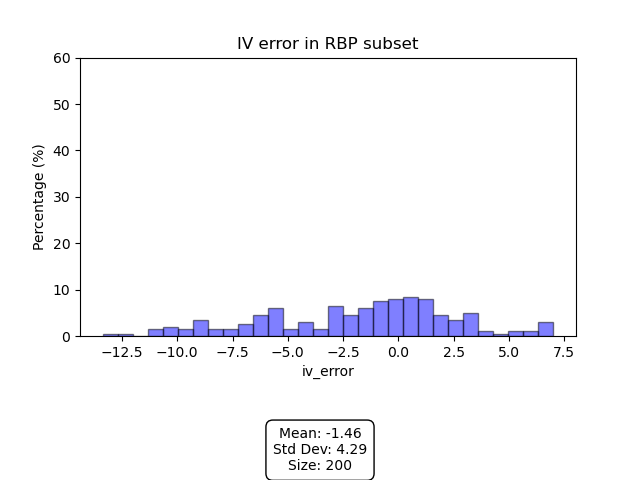 IV error in RBP subset
60
50
40
30
20
10
0
Percentage (%)
−12.5 −10.0 −7.5 −5.0 −2.5 0.0 2.5 5.0 7.5
iv_error
Mean: -1.46
Std Dev: 4.29
Size: 200